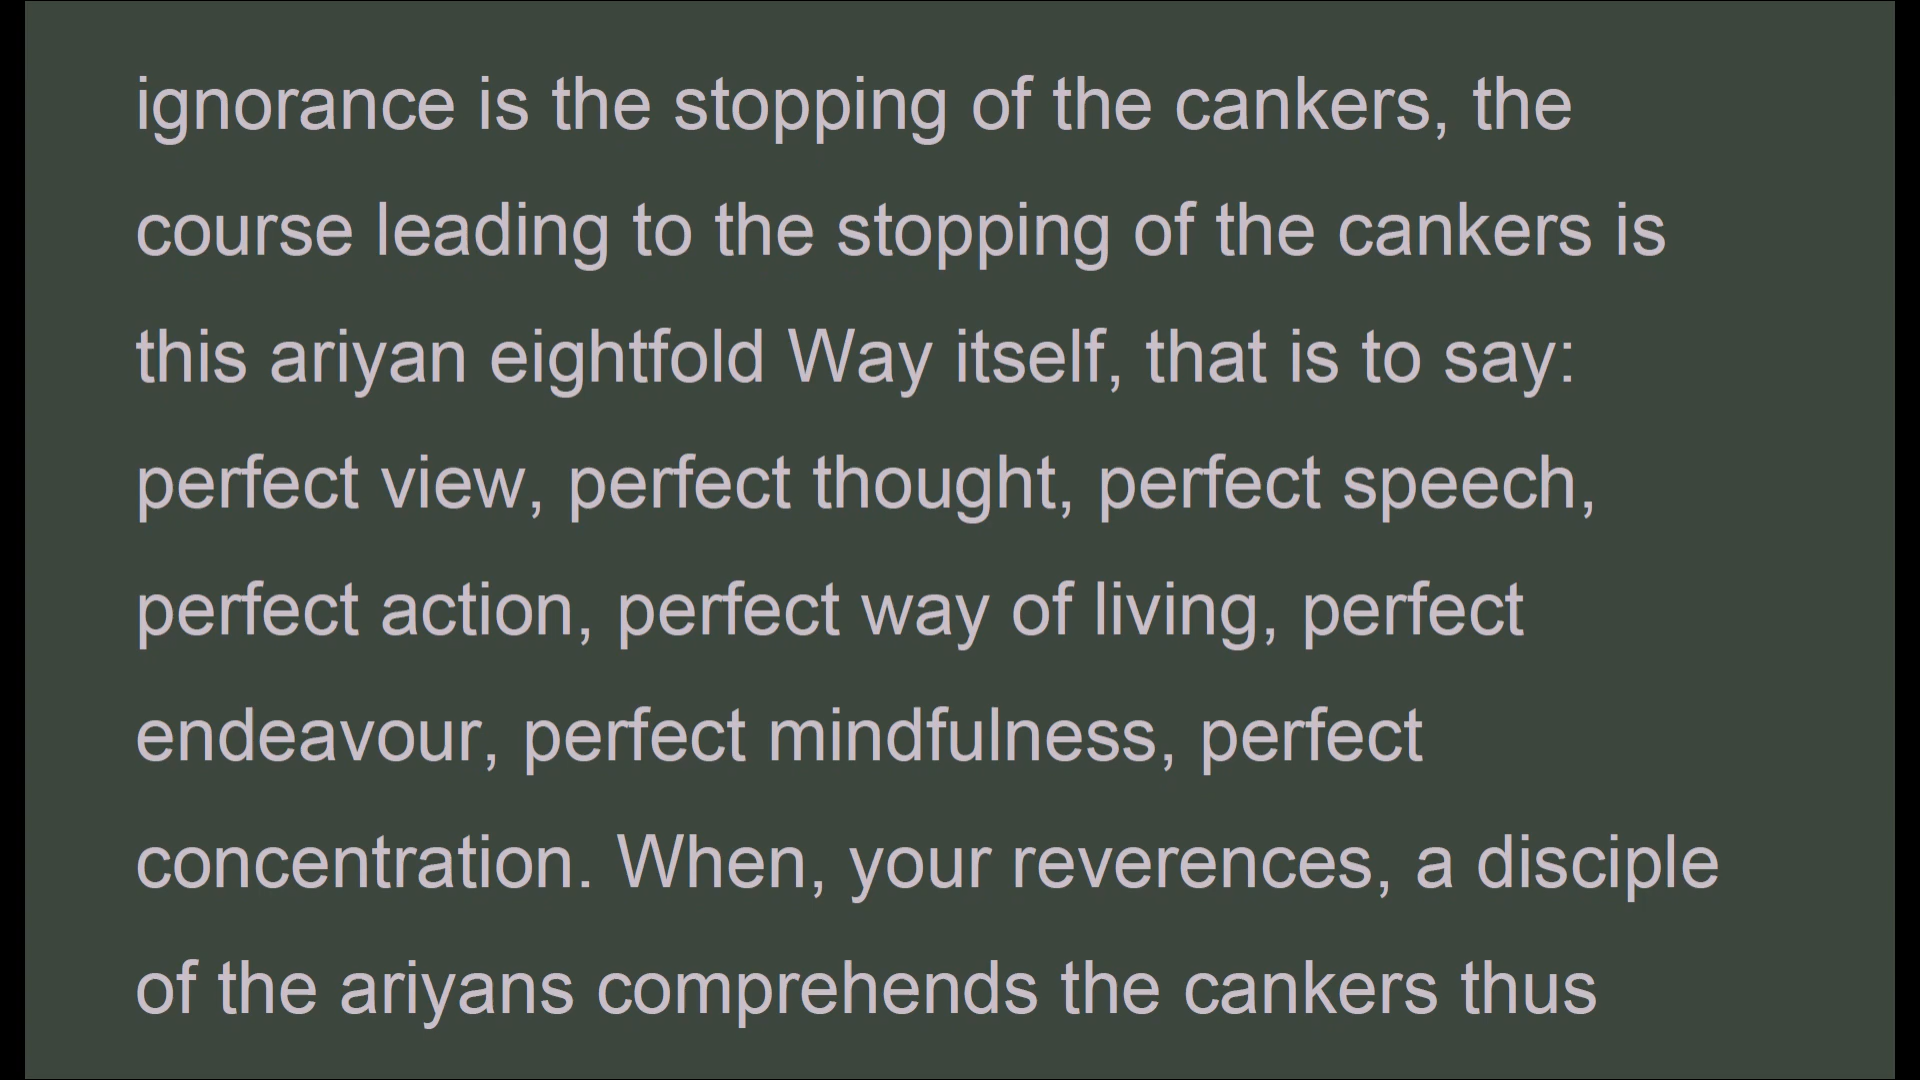 ignorance is the stopping of the cankers, the
course leading to the stopping of the cankers is
this ariyan eightfold Way itself, that is to say:
perfect view, perfect thought, perfect speech,
perfect action, perfect way of living, perfect
endeavour, perfect mindfulness, perfect
concentration. When, your reverences, a disciple
of the ariyans comprehends the cankers thus